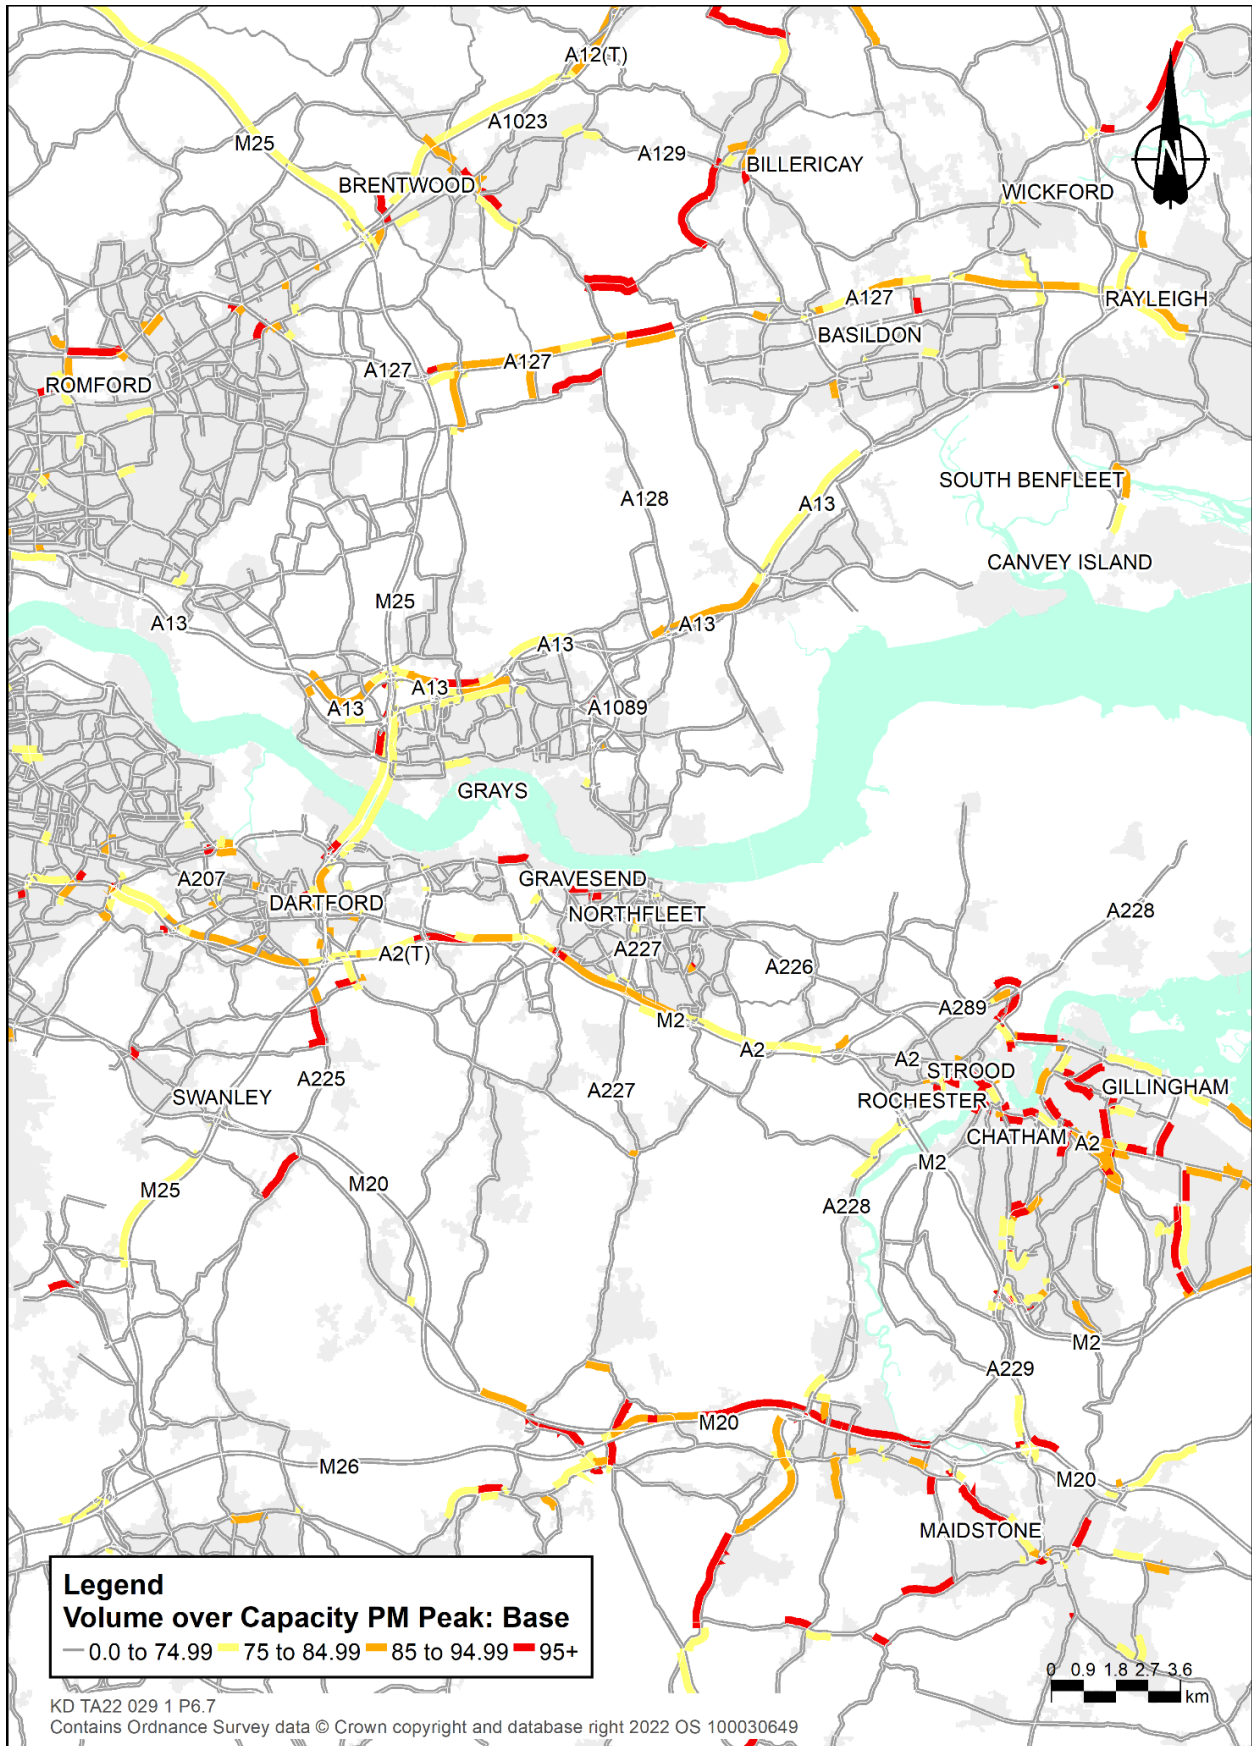 A12(T)
A1023
M25
A129
BILLERICAY
BRENTWOOD
WICKFORD
N
A127
RAYLEIGH
BASILDON
A127
A127
ROMFORD
SOUTH BENFLEET
A128
A13
CANVEY ISLAND
M25
A13
A13
A13
A13
A13
A1089
GRAYS
A207
GRAVESEND
DARTFORD
NORTHFLEET
A228
A227
A2(T)
A226
A289
M2
A2
A2
STROOD
A225
GILLINGHAM
A227
SWANLEY
ROCHESTER
CHATHAM
A2
M2
M20
M25
A228
M2
A229
M20
M26
M20
MAIDSTONE
Legend
Volume over Capacity PM Peak: Base
0.0 to 74.99 75 to 84.99 85 to 94.99 95+
0 0.9 1.8 2.7 3.6
km
KD TA22 029 1 P6.7
Contains Ordnance Survey data © Crown copyright and database right 2022 OS 100030649